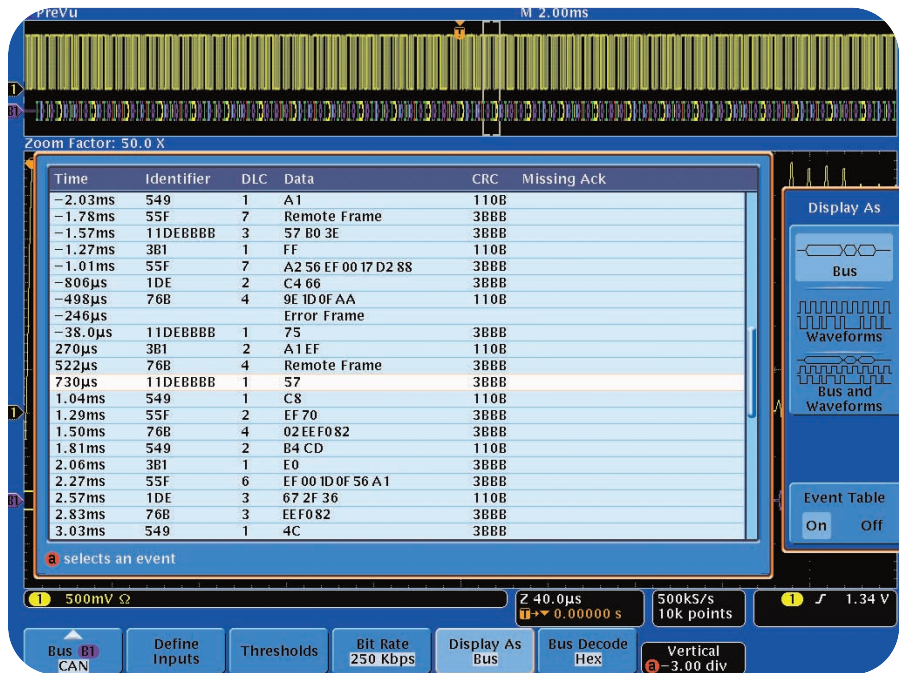 PreVu M 2.00ms
T
1
B1
Zoom Factor: 50.0 X
Time Identifier DLC Data CRC Missing Ack
−2.03ms 549 1 A1 110B
−1.78ms 55F 7 Remote Frame 3BBB
−1.57ms 11DEBBBB 3 57 B0 3E 3BBB
−1.27ms 3B1 1 FF 110B
−1.01ms 55F 7 A2 56 EF 00 17 D2 88 3BBB
−806µs 1DE 2 C4 66 3BBB
−498µs 76B 4 9E 1D 0F AA 110B
−246µs Error Frame
−38.0µs 11DEBBBB 1 75 3BBB
270µs 3B1 2 A1 EF 110B
522µs 76B 4 Remote Frame 3BBB
730µs 11DEBBBB 1 57 3BBB
1.04ms 549 1 C8 110B
1.29ms 55F 2 EF 70 3BBB
1.50ms 76B 4 02 EE F0 82 3BBB
1.81ms 549 2 B4 CD 110B
2.06ms 3B1 1 E0 3BBB
2.27ms 55F 6 EF 00 1D 0F 56 A1 3BBB
2.57ms 1DE 3 67 2F 36 110B
2.83ms 76B 3 EE F0 82 3BBB
3.03ms 549 1 4C 3BBB
a selects an event
1
B1
Display As
Bus
Waveforms
Bus and
Waveforms
Event Table
On Off
1 500mV Ω
Z 40.0µs
T→▼ 0.00000 s
500kS/s
10k points
1 ∫ 1.34 V
Bus B1
CAN
Define
Inputs
Thresholds
Bit Rate
250 Kbps
Display As
Bus
Bus Decode
Hex
Vertical
a −3.00 div